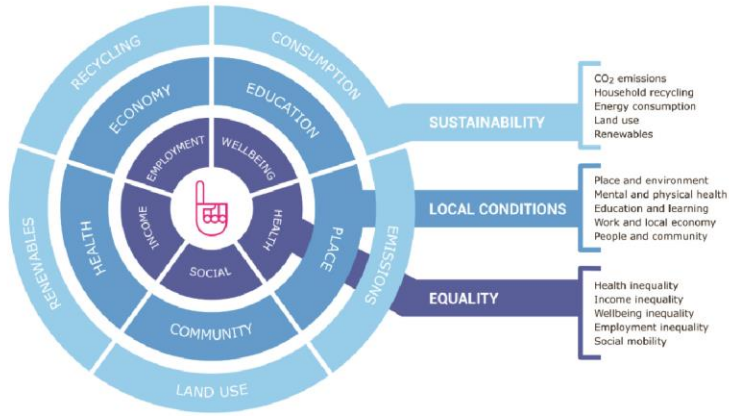 RECYCLING
CONSUMPTION
RENEWABLES
EMISSIONS
LAND USE
ECONOMY
EDUCATION
HEALTH
PLACE
COMMUNITY
EMPLOYMENT
WELLBEING
INCOME
HEALTH
SOCIAL
SUSTAINABILITY
CO₂ emissions
Household recycling
Energy consumption
Land use
Renewables
LOCAL CONDITIONS
Place and environment
Mental and physical health
Education and learning
Work and local economy
People and community
EQUALITY
Health inequality
Income inequality
Wellbeing inequality
Employment inequality
Social mobility